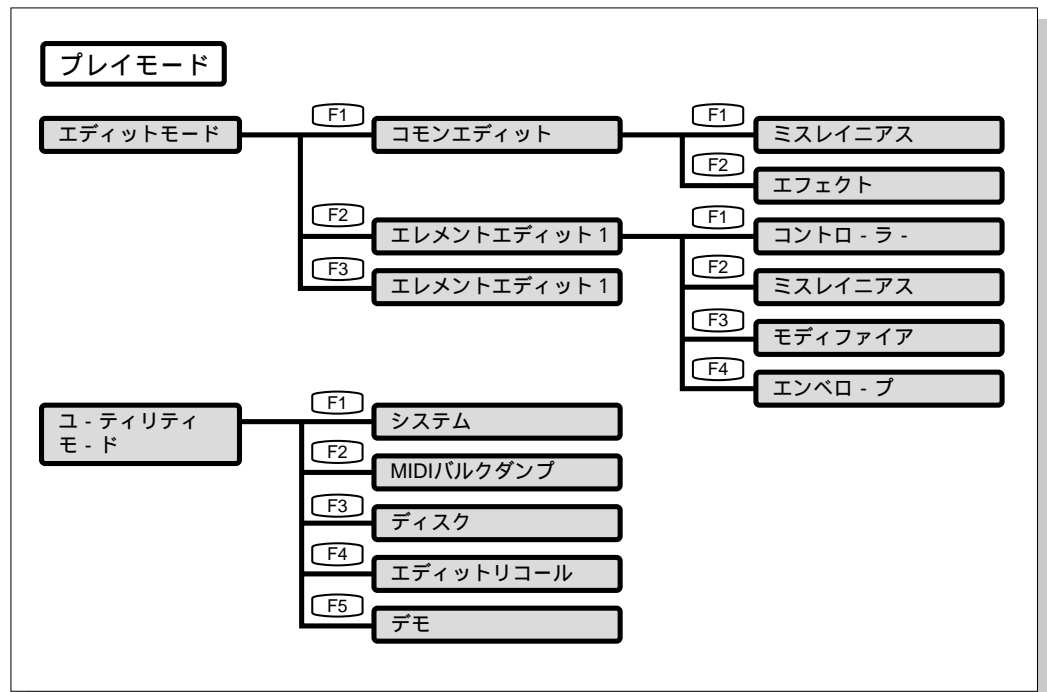 プレイモード
F1
F1
エディットモード
コモンエディット
ミスレイニアス
F2
エフェクト
F2
F1
エレメントエディット 1
コントロ - ラ -
F3
F2
エレメントエディット 1
ミスレイニアス
F3
モディファイア
F4
エンベロ - プ
F1
ユ - ティリティ
モ - ド
システム
F2
MIDIバルクダンプ
F3
ディスク
F4
エディットリコール
F5
デモ